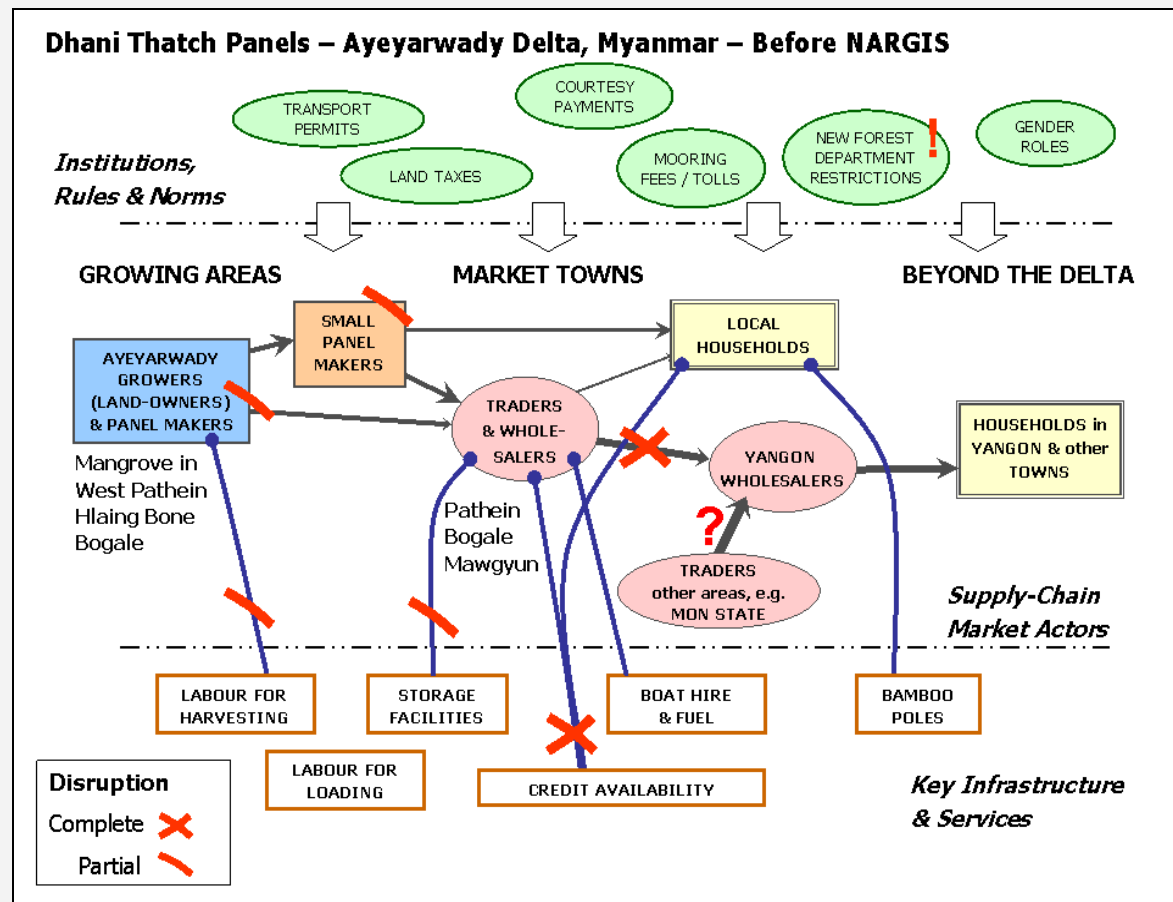 Dhani Thatch Panels – Ayeyarwady Delta, Myanmar – Before NARGIS
TRANSPORT
PERMITS
COURTESY
PAYMENTS
LAND TAXES
MOORING
FEES / TOLLS
NEW FOREST
DEPARTMENT
RESTRICTIONS
!
GENDER
ROLES
Institutions,
Rules & Norms
GROWING AREAS
MARKET TOWNS
BEYOND THE DELTA
AYEYARWADY
GROWERS
(LAND-OWNERS)
& PANEL MAKERS
SMALL
PANEL
MAKERS
LOCAL
HOUSEHOLDS
TRADERS
& WHOLE-
SALERS
YANGON
WHOLESALERS
HOUSEHOLDS in
YANGON & other
TOWNS
Mangrove in
West Pathein
Hlaing Bone
Bogale
Pathein
Bogale
Mawgyun
?
TRADERS
other areas, e.g.
MON STATE
Supply-Chain
Market Actors
LABOUR FOR
HARVESTING
STORAGE
FACILITIES
BOAT HIRE
& FUEL
BAMBOO
POLES
LABOUR FOR
LOADING
CREDIT AVAILABILITY
Key Infrastructure
& Services
Disruption
Complete
Partial